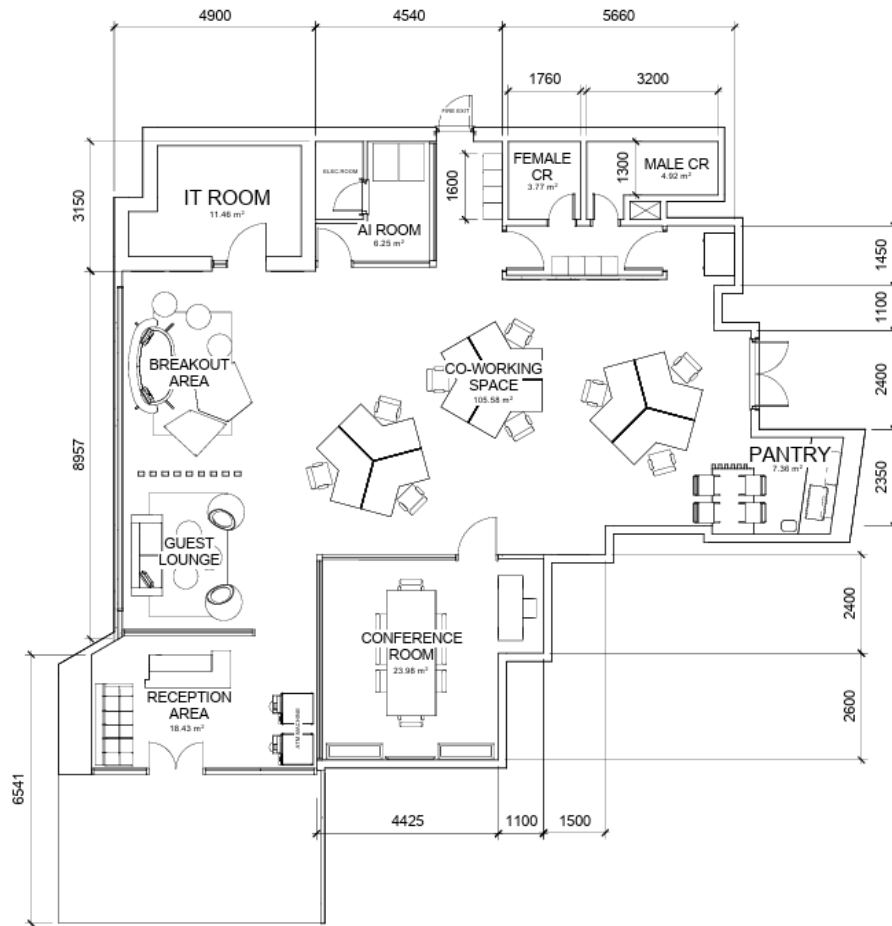 4900
4540
5660
1760
3200
FIRE EXIT
3150
IT ROOM
11.46 m²
ELEC. ROOM
AI ROOM
6.25 m²
1600
FEMALE
CR
3.77 m²
1300
MALE CR
4.92 m²
1450
1100
2400
2350
8957
BREAKOUT
AREA
CO-WORKING
SPACE
105.58 m²
PANTRY
7.36 m²
GUEST
LOUNGE
CONFERENCE
ROOM
23.98 m²
2400
2600
RECEPTION
AREA
18.43 m²
ATM MACHINE
6541
4425
1100
1500